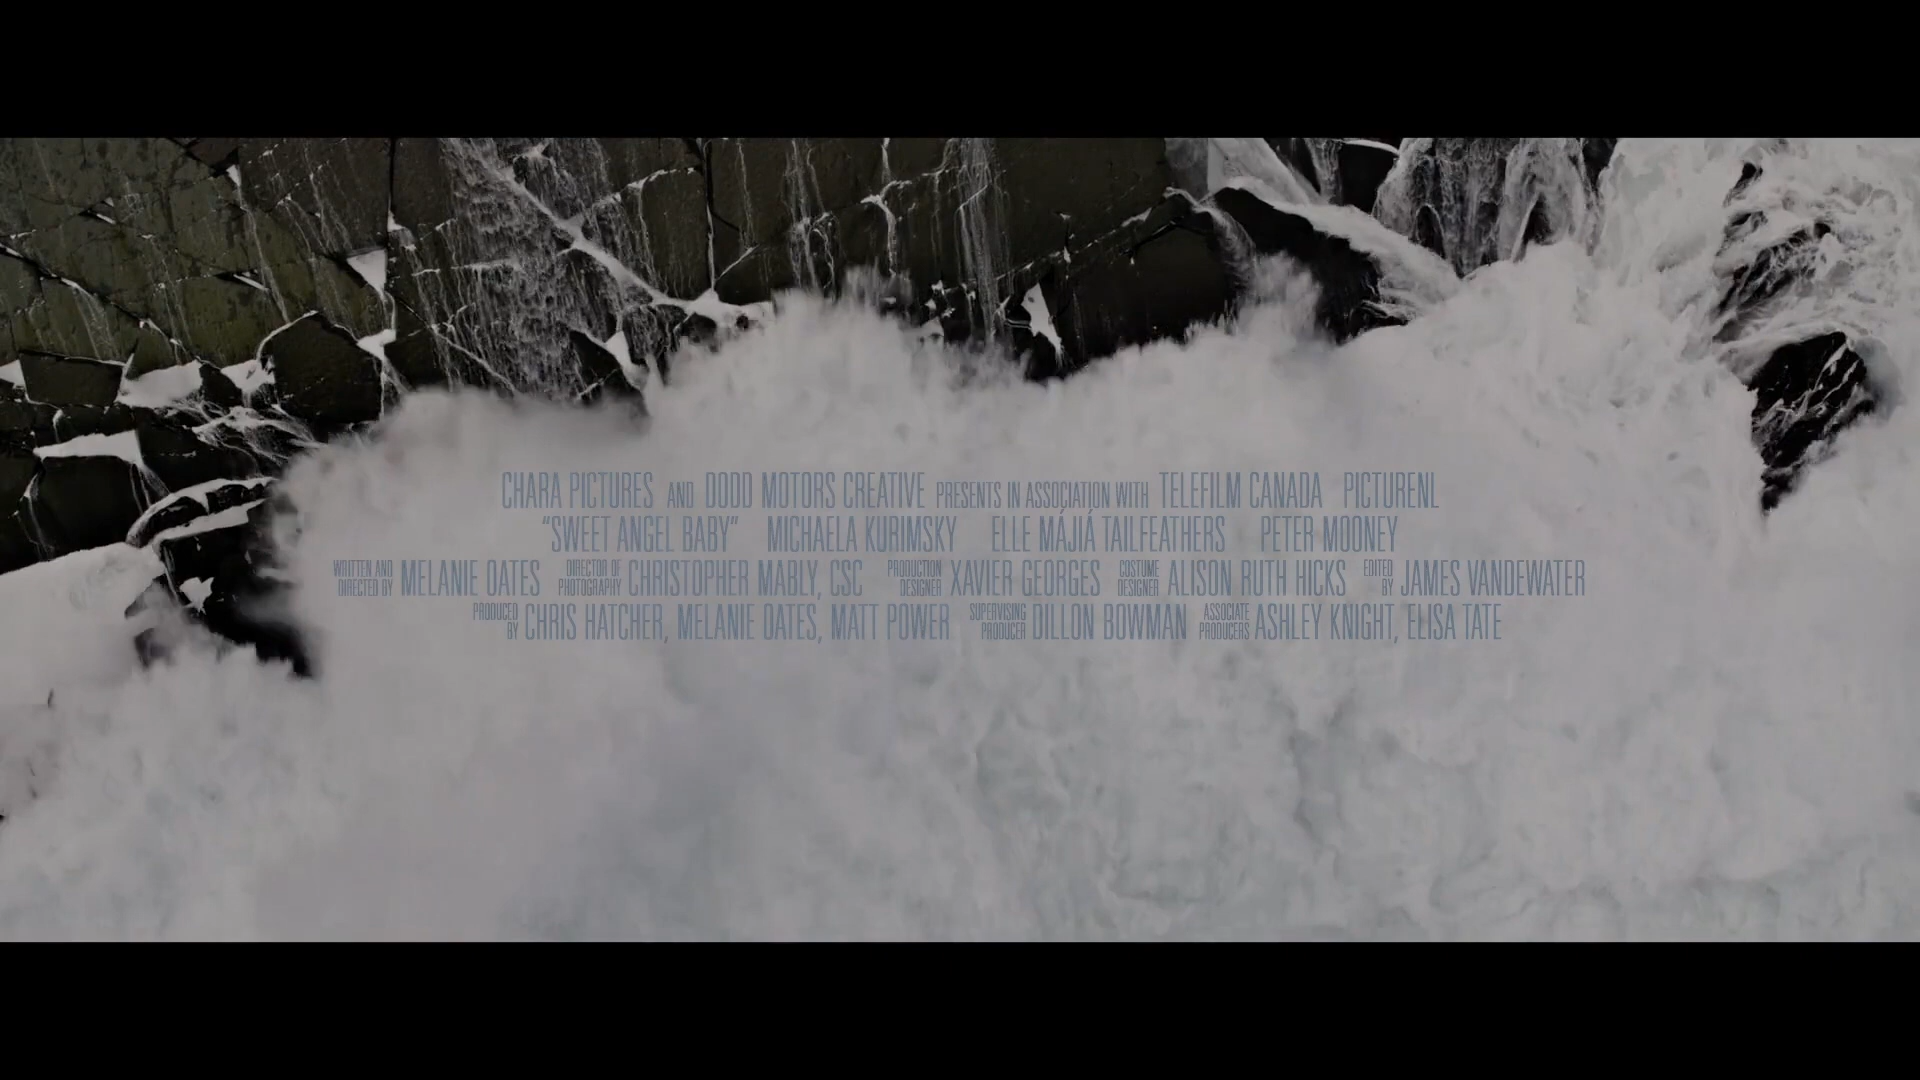 CHARA PICTURES AND DODD MOTORS CREATIVE PRESENTS IN ASSOCIATION WITH TELEFILM CANADA PICTURENL
"SWEET ANGEL BABY" MICHAELA KURIMSKY ELLE MÁJIÁ TAILFEATHERS PETER MOONEY
WRITTEN AND DIRECTED BY MELANIE OATES DIRECTOR OF PHOTOGRAPHY CHRISTOPHER MABLY, CSC PRODUCTION DESIGNER XAVIER GEORGES COSTUME DESIGNER ALISON RUTH HICKS EDITED BY JAMES VANDEWATER
PRODUCED BY CHRIS HATCHER, MELANIE OATES, MATT POWER SUPERVISING PRODUCER DILLON BOWMAN ASSOCIATE PRODUCERS ASHLEY KNIGHT, ELISA TATE